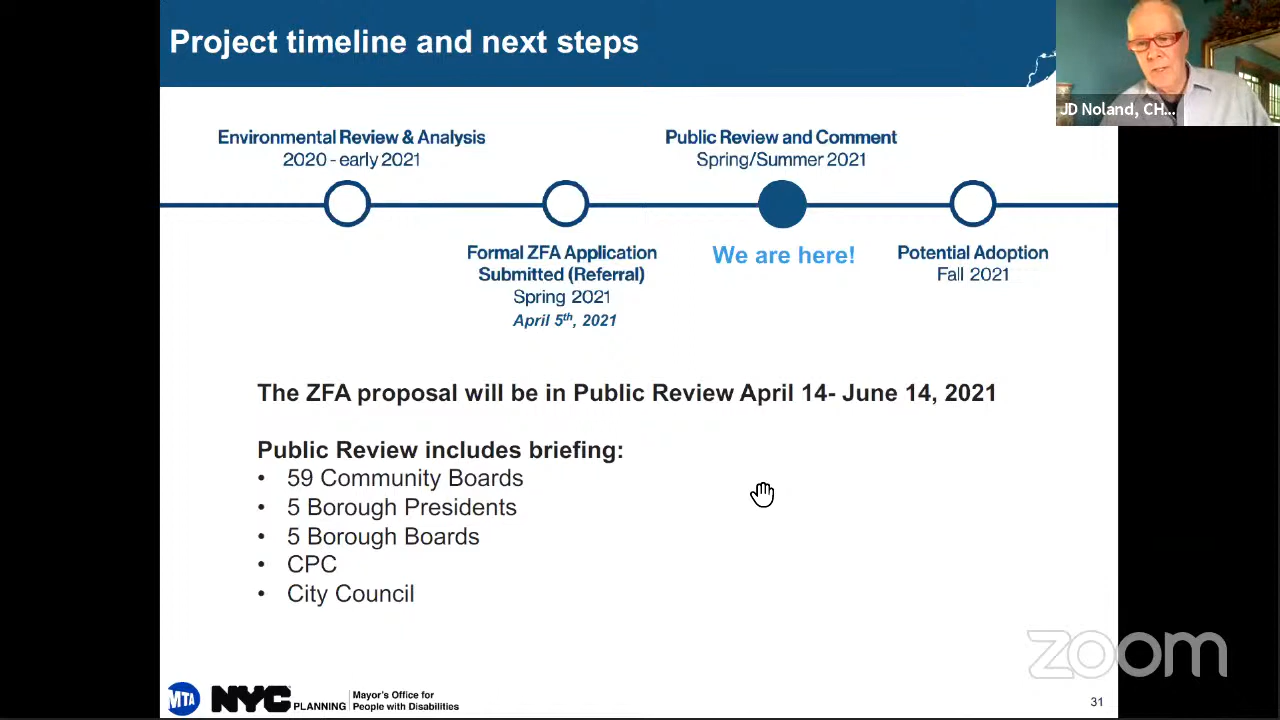 Project timeline and next steps
JD Noland, CH...
Environmental Review & Analysis
2020 - early 2021
Public Review and Comment
Spring/Summer 2021
Formal ZFA Application
Submitted (Referral)
Spring 2021
April 5th, 2021
We are here!
Potential Adoption
Fall 2021
The ZFA proposal will be in Public Review April 14- June 14, 2021
Public Review includes briefing:
• 59 Community Boards
• 5 Borough Presidents
• 5 Borough Boards
• CPC
• City Council
zoom
MTA
NYC PLANNING
Mayor's Office for
People with Disabilities
31